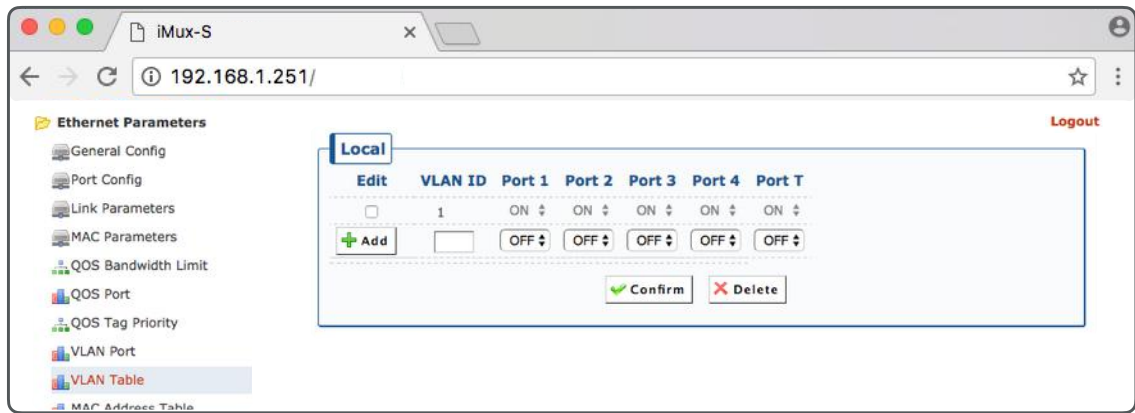 iMux-S
192.168.1.251/
Ethernet Parameters
General Config
Port Config
Link Parameters
MAC Parameters
QOS Bandwidth Limit
QOS Port
QOS Tag Priority
VLAN Port
VLAN Table
MAC Address Table
Logout
Local
Edit VLAN ID Port 1 Port 2 Port 3 Port 4 Port T
1 ON ON ON ON ON
Add OFF OFF OFF OFF OFF
Confirm Delete